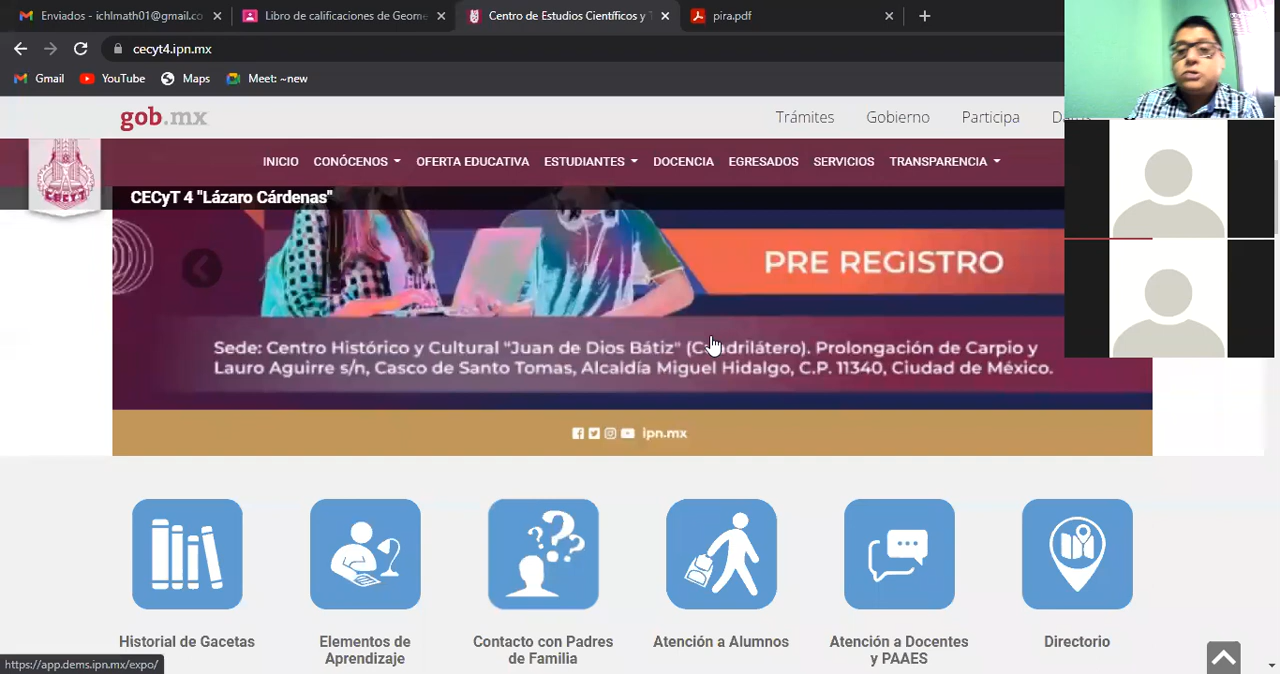 Enviados - ichlmath01@gmail.co
Libro de calificaciones de Geome
Centro de Estudios Científicos y T
pira.pdf
cecyt4.ipn.mx
Gmail YouTube Maps Meet: ~new
gob.mx
Trámites Gobierno Participa
INICIO CONÓCENOS OFERTA EDUCATIVA ESTUDIANTES DOCENCIA EGRESADOS SERVICIOS TRANSPARENCIA
CECyT
CECyT 4 "Lázaro Cárdenas"
PRE REGISTRO
Sede: Centro Histórico y Cultural "Juan de Dios Bátiz" (Cuadrilátero). Prolongación de Carpio y
Lauro Aguirre s/n, Casco de Santo Tomas, Alcaldía Miguel Hidalgo, C.P. 11340, Ciudad de México.
ipn.mx
Historial de Gacetas
Elementos de
Aprendizaje
Contacto con Padres
de Familia
Atención a Alumnos
Atención a Docentes
y PAAES
Directorio
https://app.dems.ipn.mx/expo/